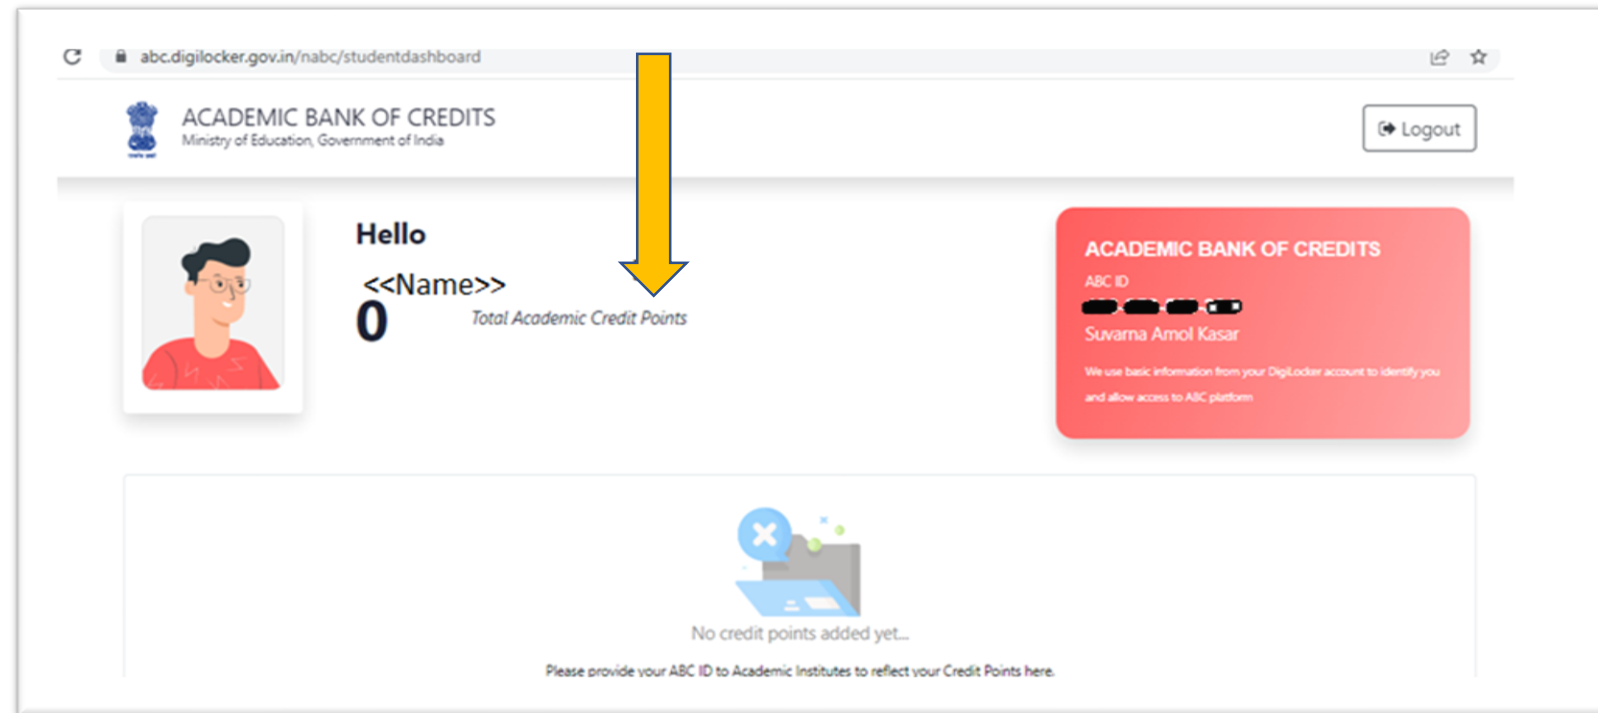 abc.digilocker.gov.in/nabc/studentdashboard
ACADEMIC BANK OF CREDITS
Ministry of Education, Government of India
Logout
Hello
<<Name>>
0
Total Academic Credit Points
ACADEMIC BANK OF CREDITS
ABC ID
Suvarna Amol Kasar
We use basic information from your DigiLocker account to identify you
and allow access to ABC platform
No credit points added yet...
Please provide your ABC ID to Academic Institutes to reflect your Credit Points here.